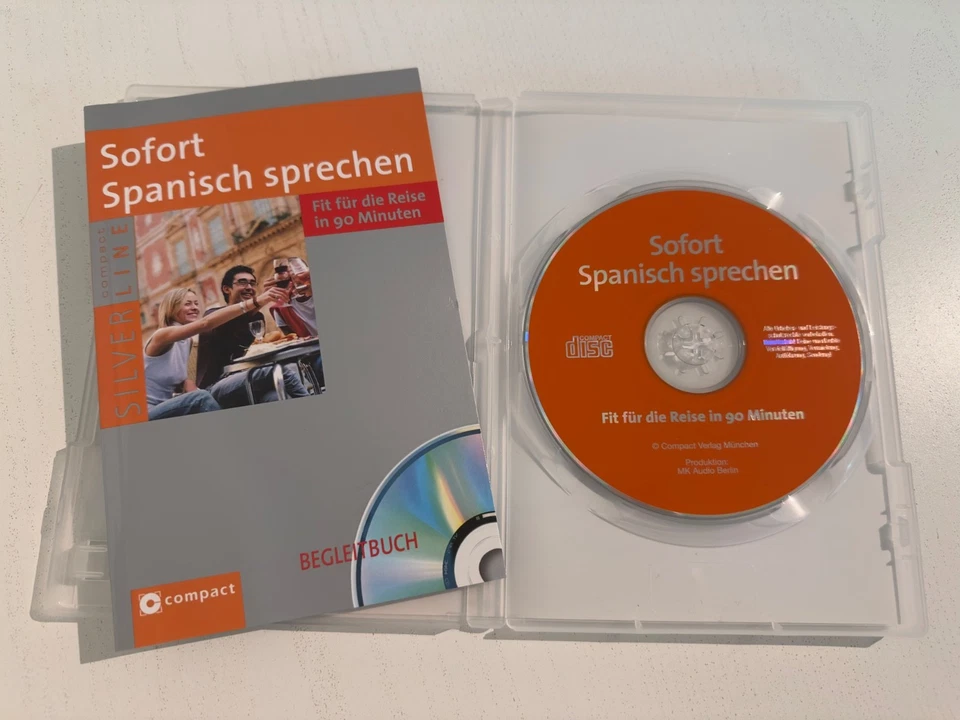 Sofort
Spanisch sprechen
Fit für die Reise
in 90 Minuten
compact
SILVER LINE
BEGLEITBUCH
compact
Sofort
Spanisch sprechen
COMPACT
disc
Fit für die Reise in 90 Minuten
© Compact Verlag München
Produktion:
MK Audio Berlin